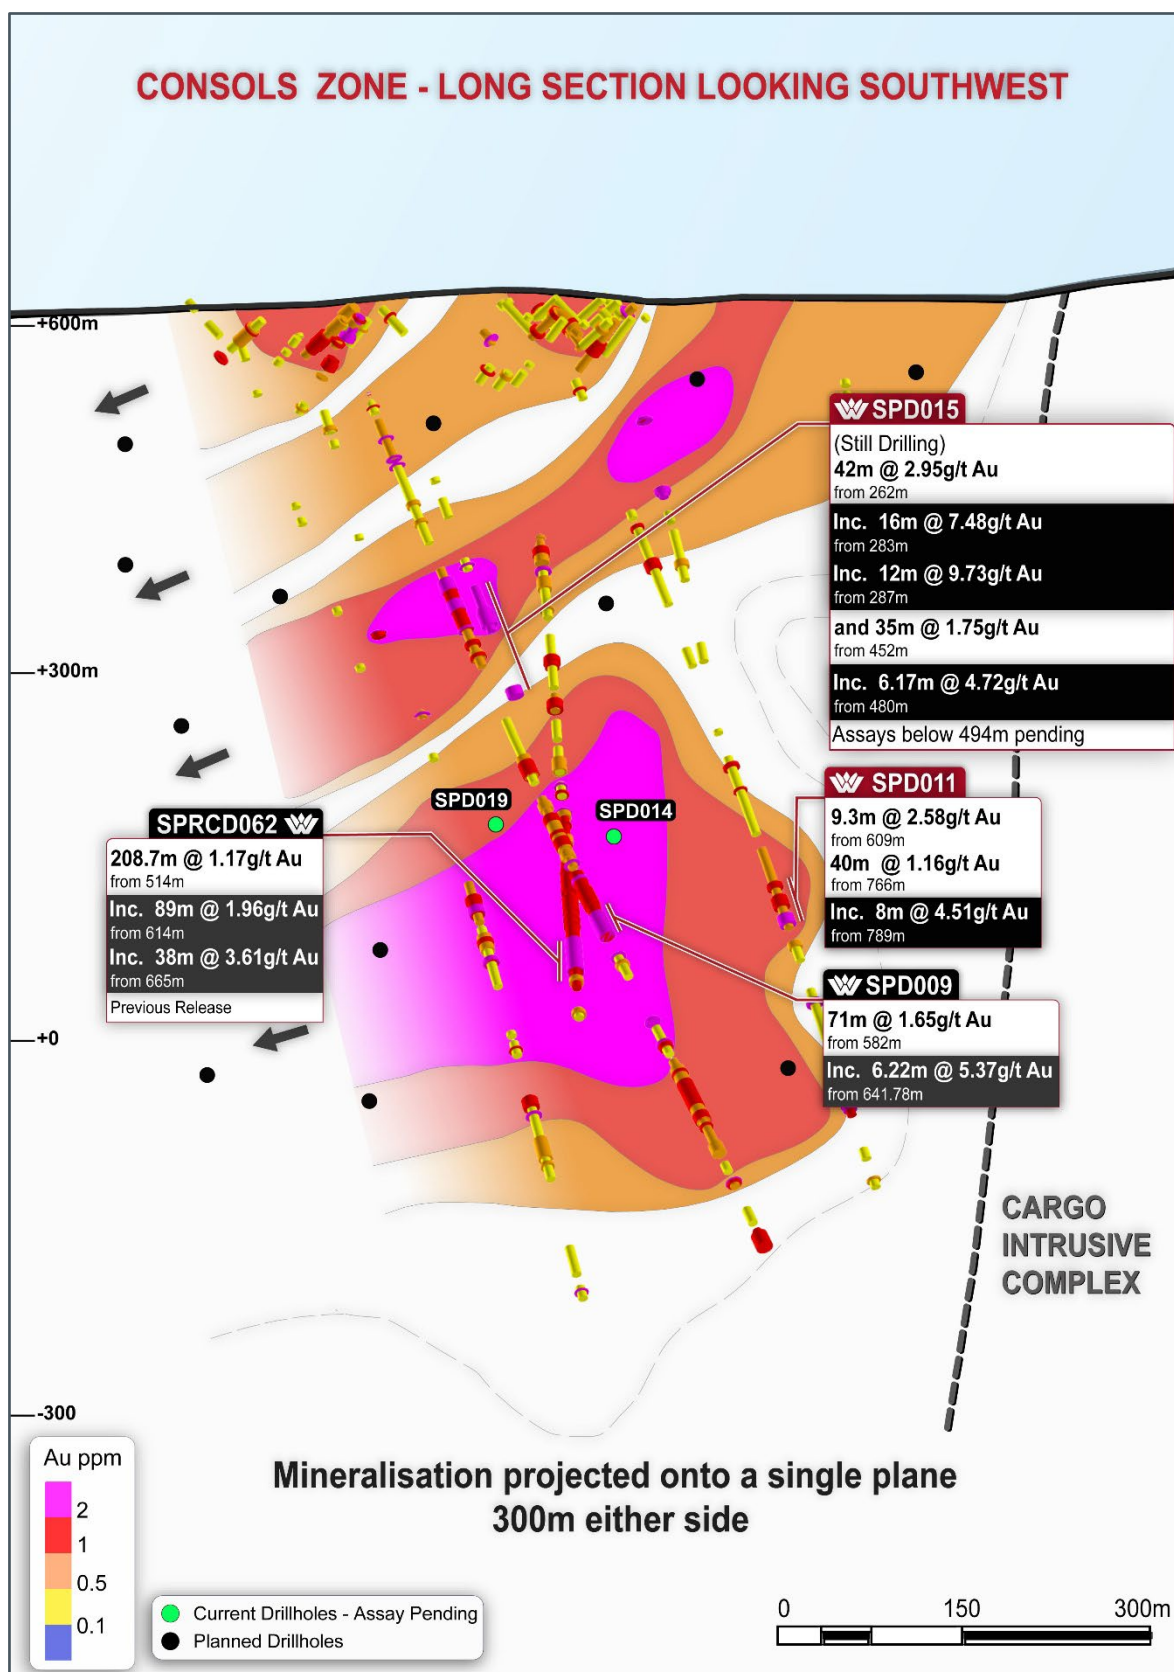 CONSOLS ZONE - LONG SECTION LOOKING SOUTHWEST
+600m
SPD015
(Still Drilling)
42m @ 2.95g/t Au
from 262m
Inc. 16m @ 7.48g/t Au
from 283m
Inc. 12m @ 9.73g/t Au
from 287m
and 35m @ 1.75g/t Au
from 452m
Inc. 6.17m @ 4.72g/t Au
from 480m
Assays below 494m pending
+300m
SPD019
SPD014
SPD011
9.3m @ 2.58g/t Au
from 609m
40m @ 1.16g/t Au
from 766m
Inc. 8m @ 4.51g/t Au
from 789m
SPRCD062
208.7m @ 1.17g/t Au
from 514m
Inc. 89m @ 1.96g/t Au
from 614m
Inc. 38m @ 3.61g/t Au
from 665m
Previous Release
SPD009
71m @ 1.65g/t Au
from 582m
Inc. 6.22m @ 5.37g/t Au
from 641.78m
+0
CARGO
INTRUSIVE
COMPLEX
-300
Au ppm
2
1
0.5
0.1
Mineralisation projected onto a single plane
300m either side
Current Drillholes - Assay Pending
Planned Drillholes
0 150 300m